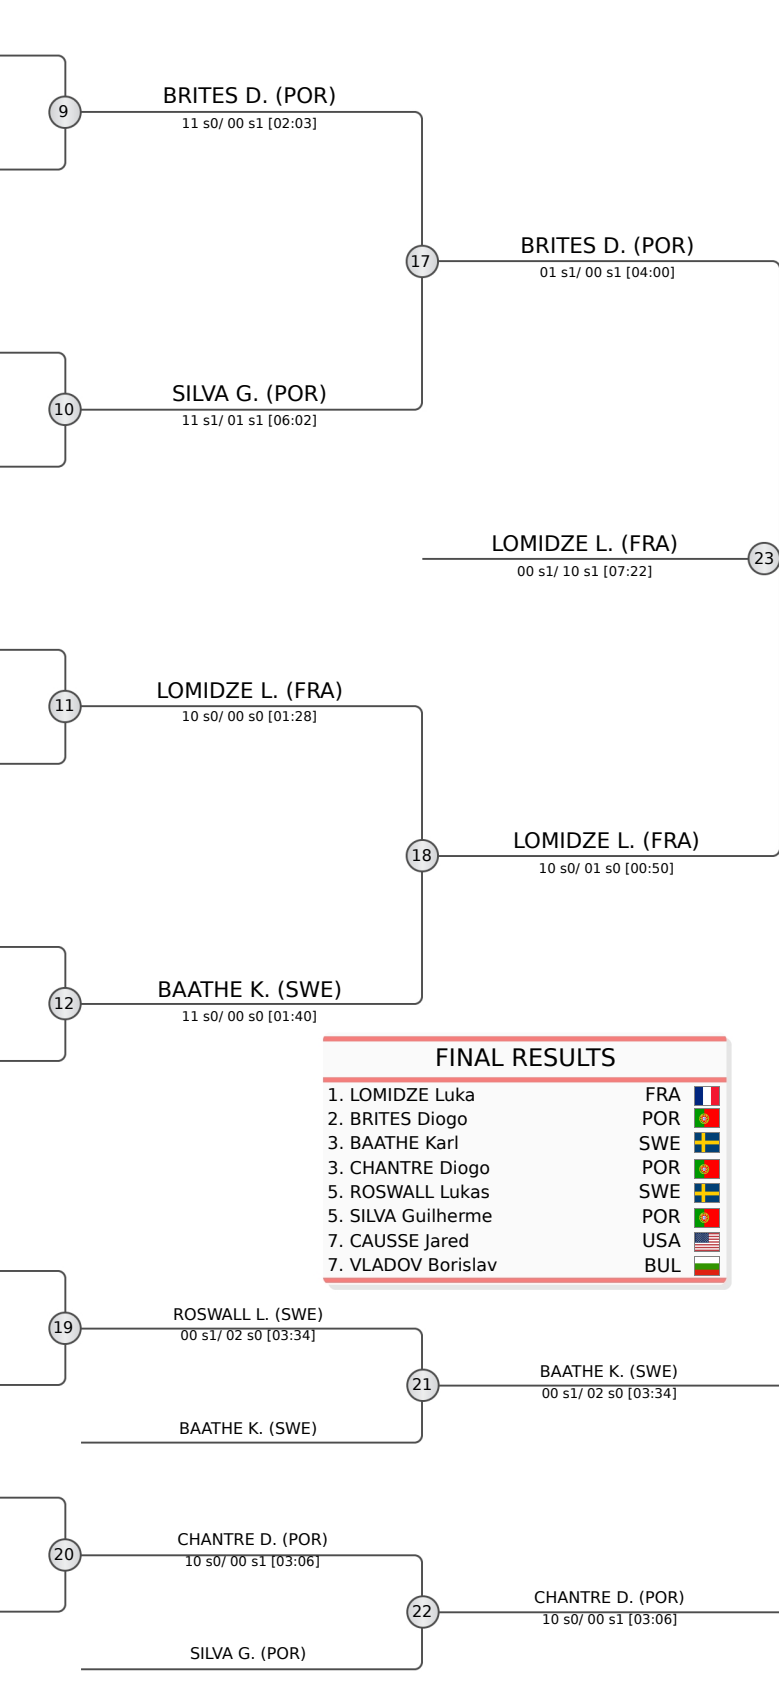 BRITES D. (POR)
9
11 s0/ 00 s1 [02:03]
BRITES D. (POR)
17
01 s1/ 00 s1 [04:00]
SILVA G. (POR)
10
11 s1/ 01 s1 [06:02]
LOMIDZE L. (FRA)
23
00 s1/ 10 s1 [07:22]
LOMIDZE L. (FRA)
11
10 s0/ 00 s0 [01:28]
LOMIDZE L. (FRA)
18
10 s0/ 01 s0 [00:50]
BAATHE K. (SWE)
12
11 s0/ 00 s0 [01:40]
FINAL RESULTS
1. LOMIDZE Luka FRA
2. BRITES Diogo POR
3. BAATHE Karl SWE
3. CHANTRE Diogo POR
5. ROSWALL Lukas SWE
5. SILVA Guilherme POR
7. CAUSSE Jared USA
7. VLADOV Borislav BUL
ROSWALL L. (SWE)
19
00 s1/ 02 s0 [03:34]
BAATHE K. (SWE)
21
00 s1/ 02 s0 [03:34]
BAATHE K. (SWE)
CHANTRE D. (POR)
20
10 s0/ 00 s1 [03:06]
CHANTRE D. (POR)
22
10 s0/ 00 s1 [03:06]
SILVA G. (POR)